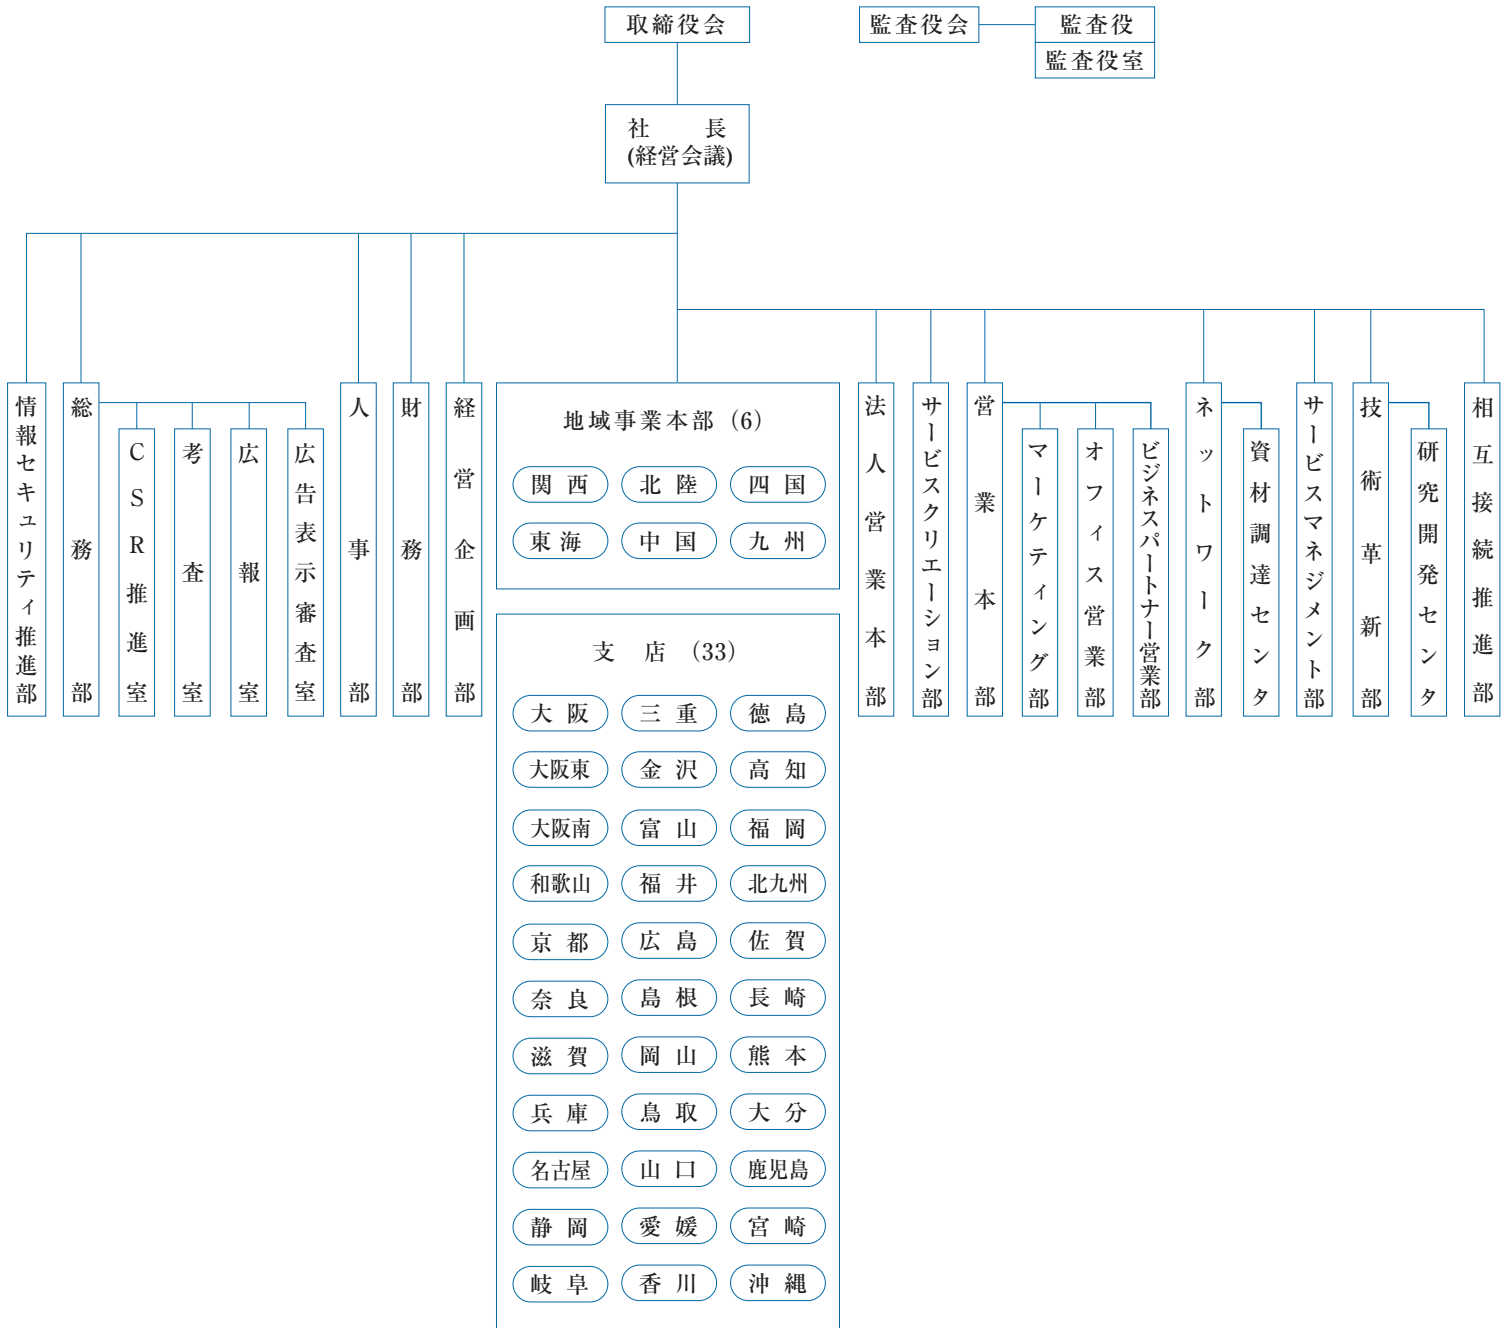 取締役会
監査役会
監査役
監査役室
社　長
(経営会議)
情報セキュリティ推進部
総務部
CSR推進室
考査室
広報室
広告表示審査室
人事部
財務部
経営企画部
地域事業本部 (6)
関西 北陸 四国
東海 中国 九州
支　店 (33)
大阪 三重 徳島
大阪東 金沢 高知
大阪南 富山 福岡
和歌山 福井 北九州
京都 広島 佐賀
奈良 島根 長崎
滋賀 岡山 熊本
兵庫 鳥取 大分
名古屋 山口 鹿児島
静岡 愛媛 宮崎
岐阜 香川 沖縄
法人営業本部
サービスクリエーション部
営業本部
マーケティング部
オフィス営業部
ビジネスパートナー営業部
ネットワーク部
資材調達センタ
サービスマネジメント部
技術革新部
研究開発センタ
相互接続推進部